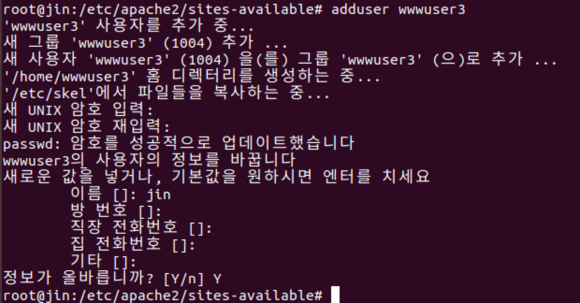 root@jin:/etc/apache2/sites-available# adduser wwwuser3
'wwwuser3' 사용자를 추가 중...
새 그룹 'wwwuser3' (1004) 추가 ...
새 사용자 'wwwuser3' (1004) 을(를) 그룹 'wwwuser3' (으)로 추가 ...
'/home/wwwuser3' 홈 디렉터리를 생성하는 중...
'/etc/skel'에서 파일들을 복사하는 중...
새 UNIX 암호 입력:
새 UNIX 암호 재입력:
passwd: 암호를 성공적으로 업데이트했습니다
wwwuser3의 사용자의 정보를 바꿉니다
새로운 값을 넣거나, 기본값을 원하시면 엔터를 치세요
이름 []: jin
방 번호 []:
직장 전화번호 []:
집 전화번호 []:
기타 []:
정보가 올바릅니까? [Y/n] Y
root@jin:/etc/apache2/sites-available#